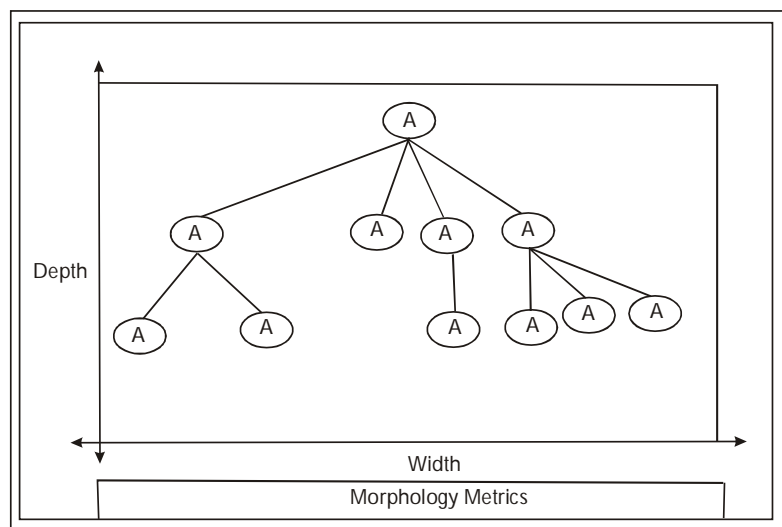 A
A A A A
Depth
A A A A A A
Width
Morphology Metrics